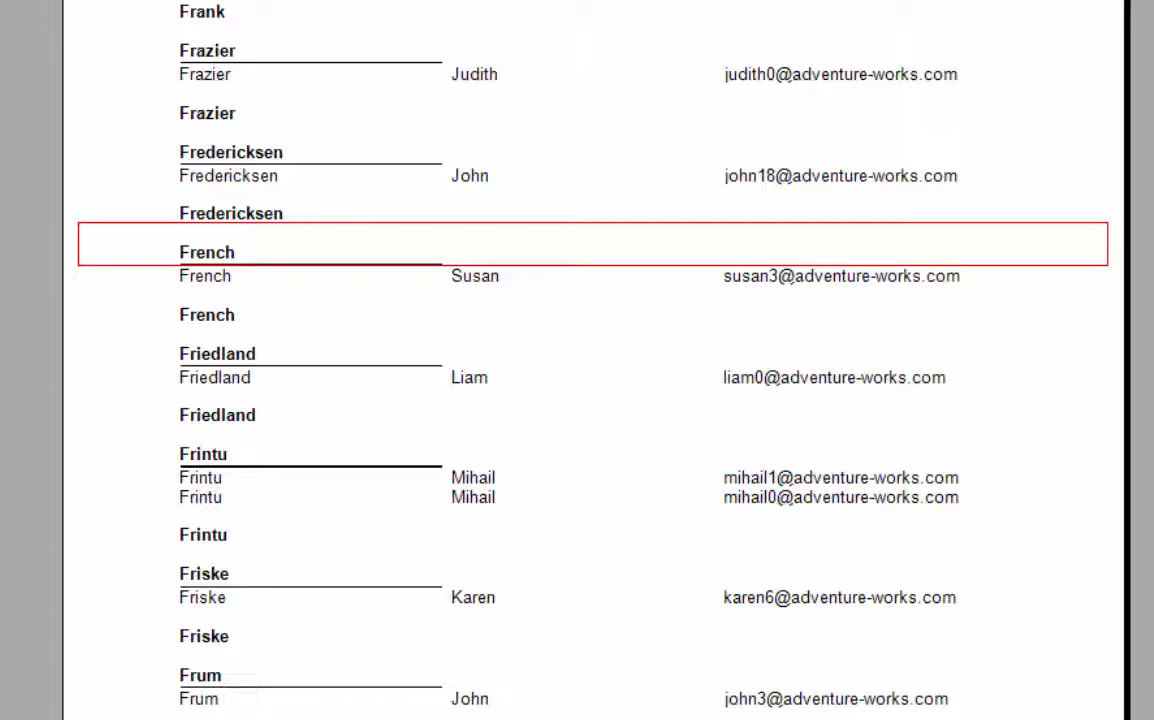 Frank
Frazier
Frazier Judith judith0@adventure-works.com
Frazier
Fredericksen
Fredericksen John john18@adventure-works.com
Fredericksen
French
French Susan susan3@adventure-works.com
French
Friedland
Friedland Liam liam0@adventure-works.com
Friedland
Frintu
Frintu Mihail mihail1@adventure-works.com
Frintu Mihail mihail0@adventure-works.com
Frintu
Friske
Friske Karen karen6@adventure-works.com
Friske
Frum
Frum John john3@adventure-works.com